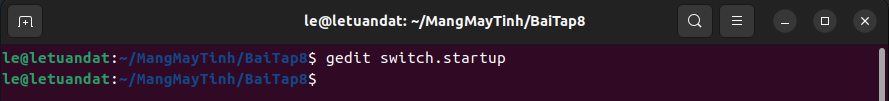 le@letuandat: ~/MangMayTinh/BaiTap8
le@letuandat:~/MangMayTinh/BaiTap8$ gedit switch.startup
le@letuandat:~/MangMayTinh/BaiTap8$